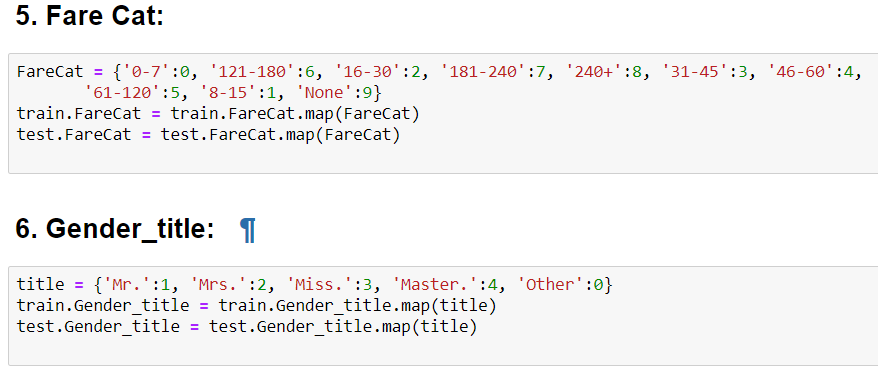 5. Fare Cat:
FareCat = {'0-7':0, '121-180':6, '16-30':2, '181-240':7, '240+':8, '31-45':3, '46-60':4,
'61-120':5, '8-15':1, 'None':9}
train.FareCat = train.FareCat.map(FareCat)
test.FareCat = test.FareCat.map(FareCat)
6. Gender_title: ¶
title = {'Mr.':1, 'Mrs.':2, 'Miss.':3, 'Master.':4, 'Other':0}
train.Gender_title = train.Gender_title.map(title)
test.Gender_title = test.Gender_title.map(title)